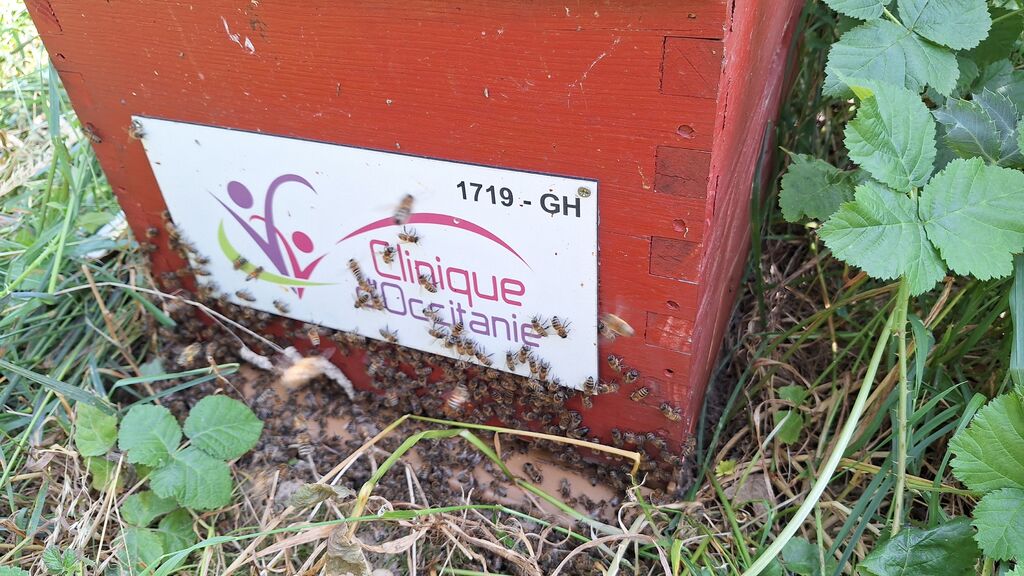 1719 - GH
Clinique
d'Occitanie